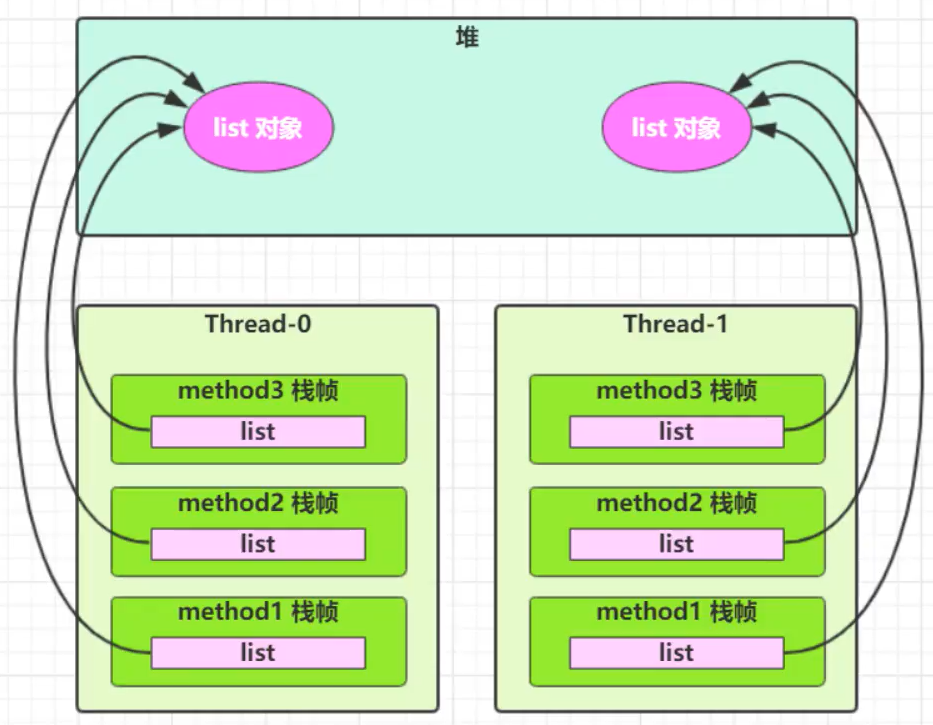 堆
list 对象
list 对象
Thread-0
method3 栈帧
list
method2 栈帧
list
method1 栈帧
list
Thread-1
method3 栈帧
list
method2 栈帧
list
method1 栈帧
list